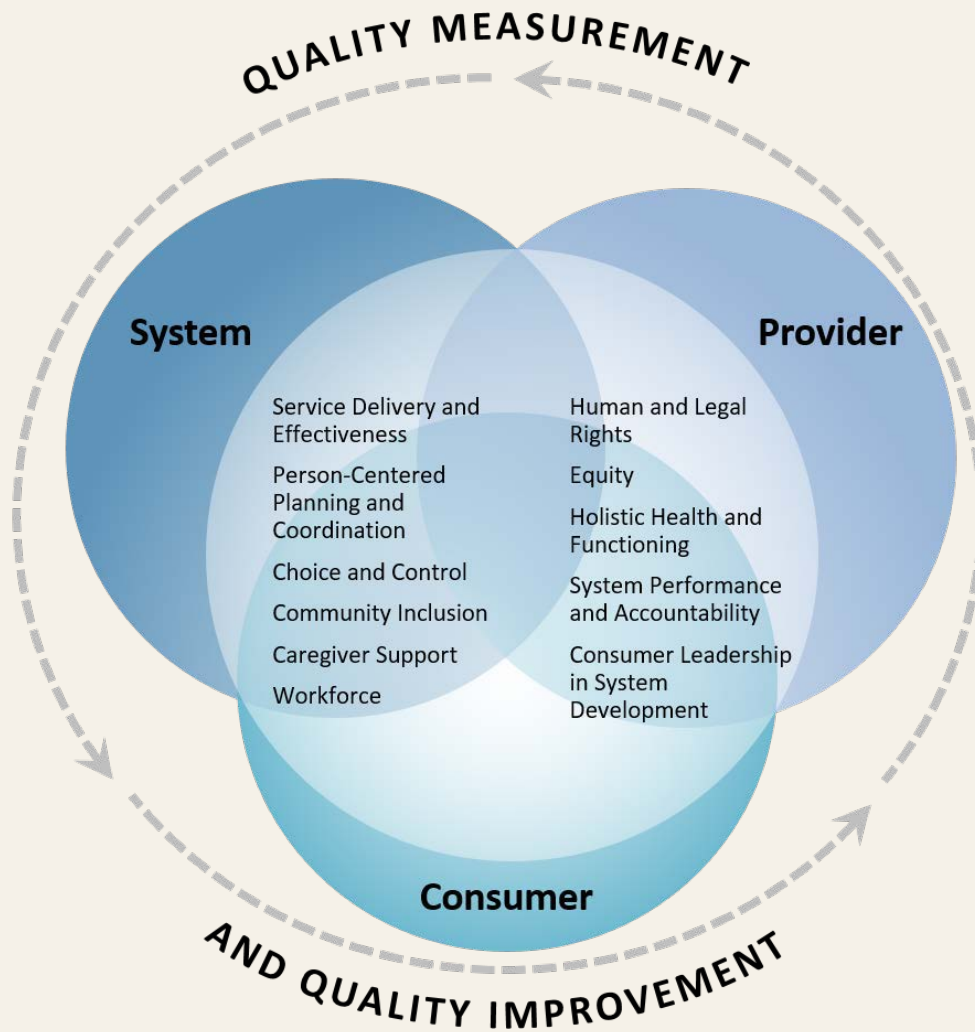 QUALITY MEASUREMENT
System
Provider
Service Delivery and
Effectiveness
Person-Centered
Planning and
Coordination
Choice and Control
Community Inclusion
Caregiver Support
Workforce
Human and Legal
Rights
Equity
Holistic Health and
Functioning
System Performance
and Accountability
Consumer Leadership
in System
Development
Consumer
AND QUALITY IMPROVEMENT